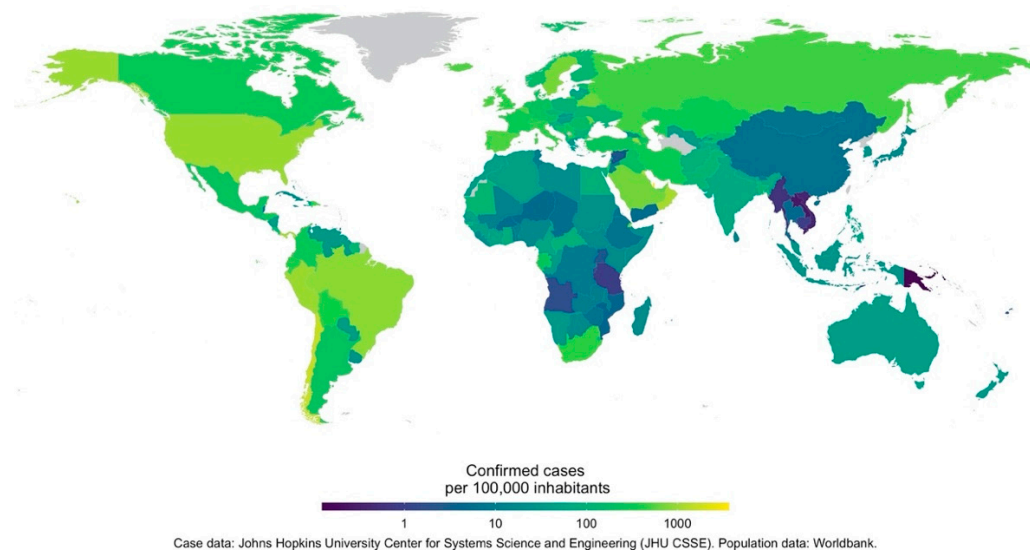 Confirmed cases
per 100,000 inhabitants
1 10 100 1000
Case data: Johns Hopkins University Center for Systems Science and Engineering (JHU CSSE). Population data: Worldbank.